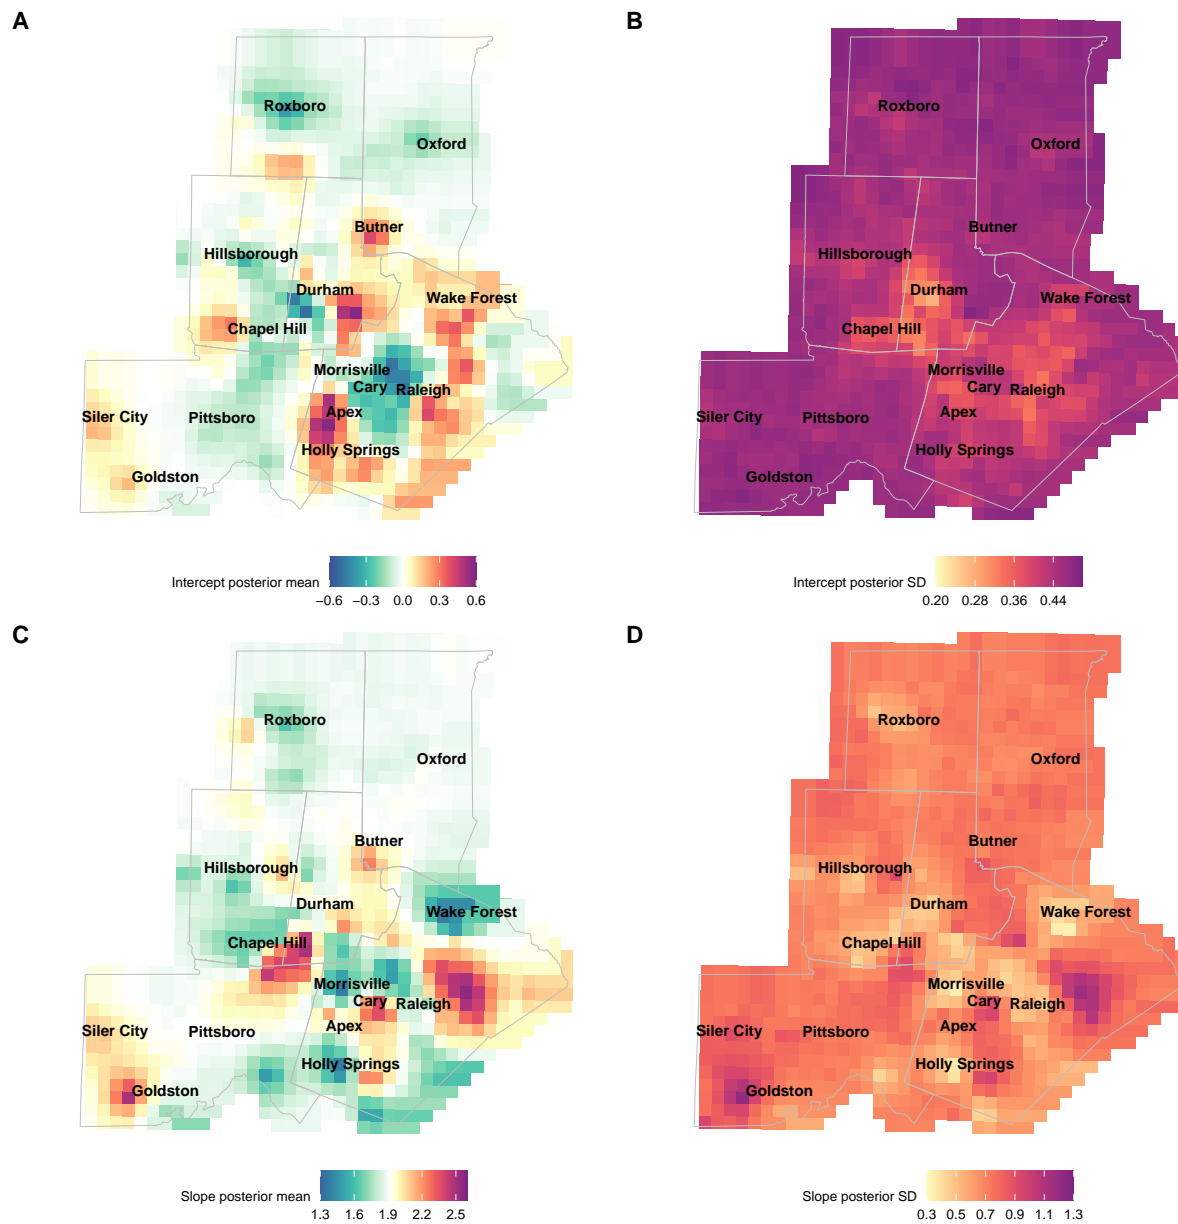 A
Roxboro
Oxford
Butner
Hillsborough
Durham
Wake Forest
Chapel Hill
Morrisville
Cary
Raleigh
Siler City
Pittsboro
Apex
Holly Springs
Goldston
Intercept posterior mean
−0.6 −0.3 0.0 0.3 0.6
B
Roxboro
Oxford
Butner
Hillsborough
Durham
Wake Forest
Chapel Hill
Morrisville
Cary
Raleigh
Siler City
Pittsboro
Apex
Holly Springs
Goldston
Intercept posterior SD
0.20 0.28 0.36 0.44
C
Roxboro
Oxford
Butner
Hillsborough
Durham
Wake Forest
Chapel Hill
Morrisville
Cary
Raleigh
Siler City
Pittsboro
Apex
Holly Springs
Goldston
Slope posterior mean
1.3 1.6 1.9 2.2 2.5
D
Roxboro
Oxford
Butner
Hillsborough
Durham
Wake Forest
Chapel Hill
Morrisville
Cary
Raleigh
Siler City
Pittsboro
Apex
Holly Springs
Goldston
Slope posterior SD
0.3 0.5 0.7 0.9 1.1 1.3